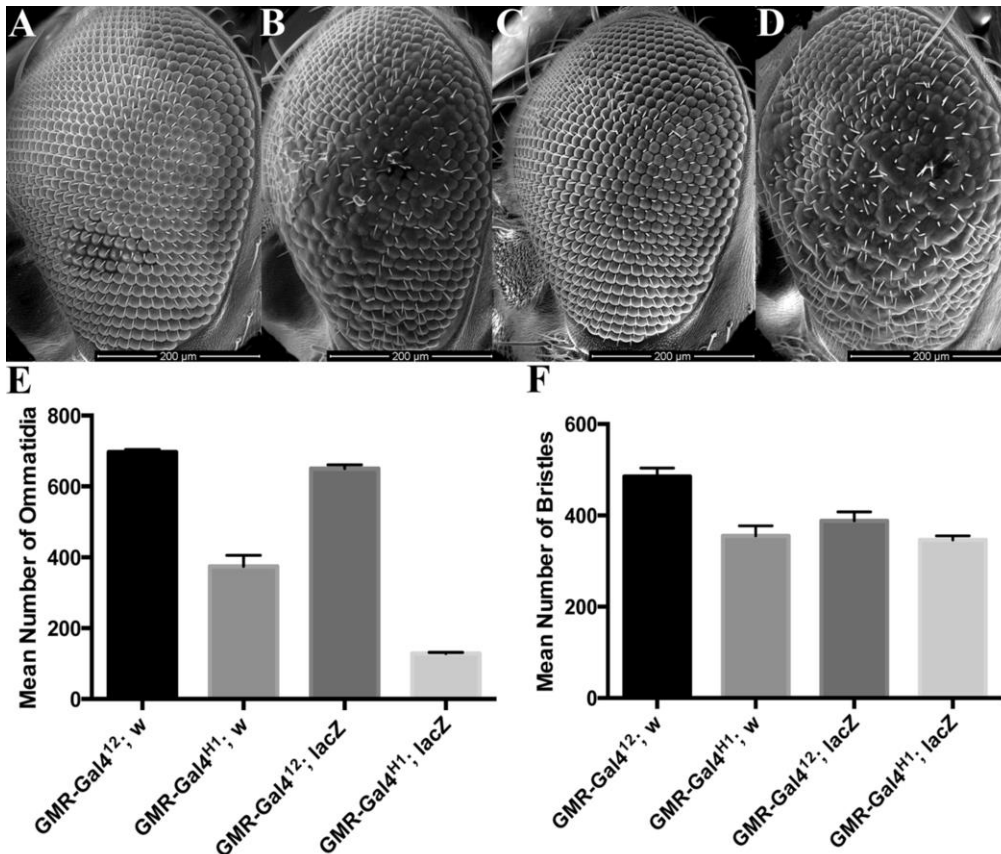 A B C D
200 µm 200 µm 200 µm 200 µm
E
Mean Number of Ommatidia
800
600
400
200
0
GMR-Gal4¹²; w
GMR-Gal4ᴴ¹; w
GMR-Gal4¹²; lacZ
GMR-Gal4ᴴ¹; lacZ
F
Mean Number of Bristles
600
400
200
0
GMR-Gal4¹²; w
GMR-Gal4ᴴ¹; w
GMR-Gal4¹²; lacZ
GMR-Gal4ᴴ¹; lacZ